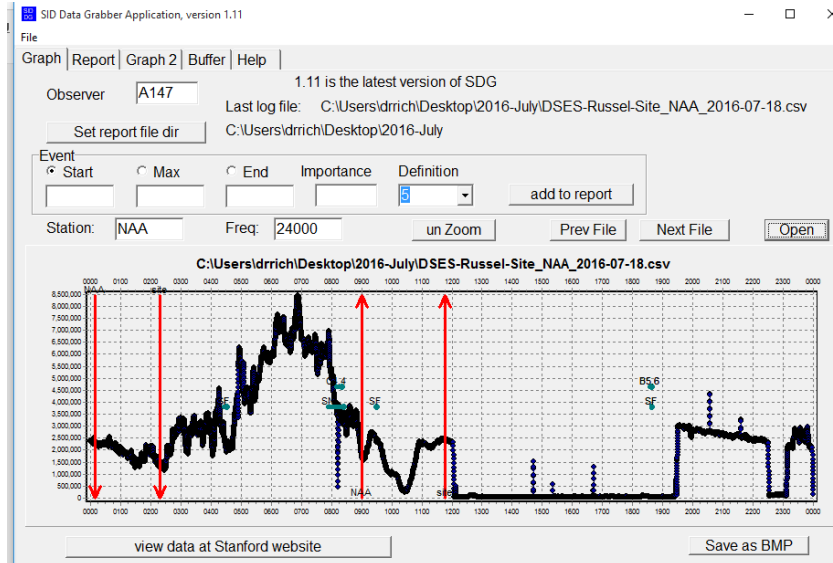 SID Data Grabber Application, version 1.11
File
Graph Report Graph 2 Buffer Help
Observer A147 1.11 is the latest version of SDG
Last log file: C:\Users\drrich\Desktop\2016-July\DSES-Russel-Site_NAA_2016-07-18.csv
Set report file dir C:\Users\drrich\Desktop\2016-July
Event
Start Max End Importance Definition
5 add to report
Station: NAA Freq: 24000 un Zoom Prev File Next File Open
C:\Users\drrich\Desktop\2016-July\DSES-Russel-Site_NAA_2016-07-18.csv
0000 0100 0200 0300 0400 0500 0600 0700 0800 0900 1000 1100 1200 1300 1400 1500 1600 1700 1800 1900 2000 2100 2200 2300 0000
NAA site
8,500,000
8,000,000
7,500,000
7,000,000
6,500,000
6,000,000
5,500,000
5,000,000
4,500,000 B5.6
4,000,000
3,500,000 SF SF SF
3,000,000
2,500,000
2,000,000
1,500,000
1,000,000
500,000
0 NAA site
0000 0100 0200 0300 0400 0500 0600 0700 0800 0900 1000 1100 1200 1300 1400 1500 1600 1700 1800 1900 2000 2100 2200 2300 0000
view data at Stanford website Save as BMP